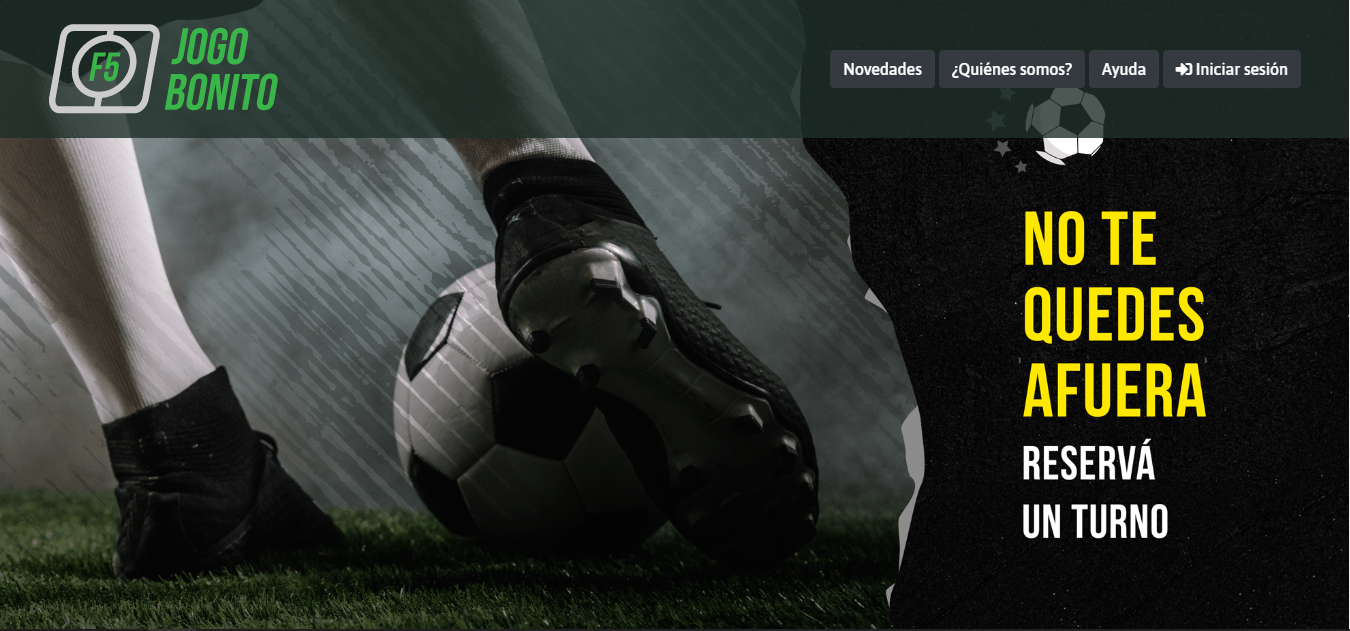 F5
JOGO
BONITO
Novedades
¿Quiénes somos?
Ayuda
Iniciar sesión
NO TE
QUEDES
AFUERA
RESERVÁ
UN TURNO